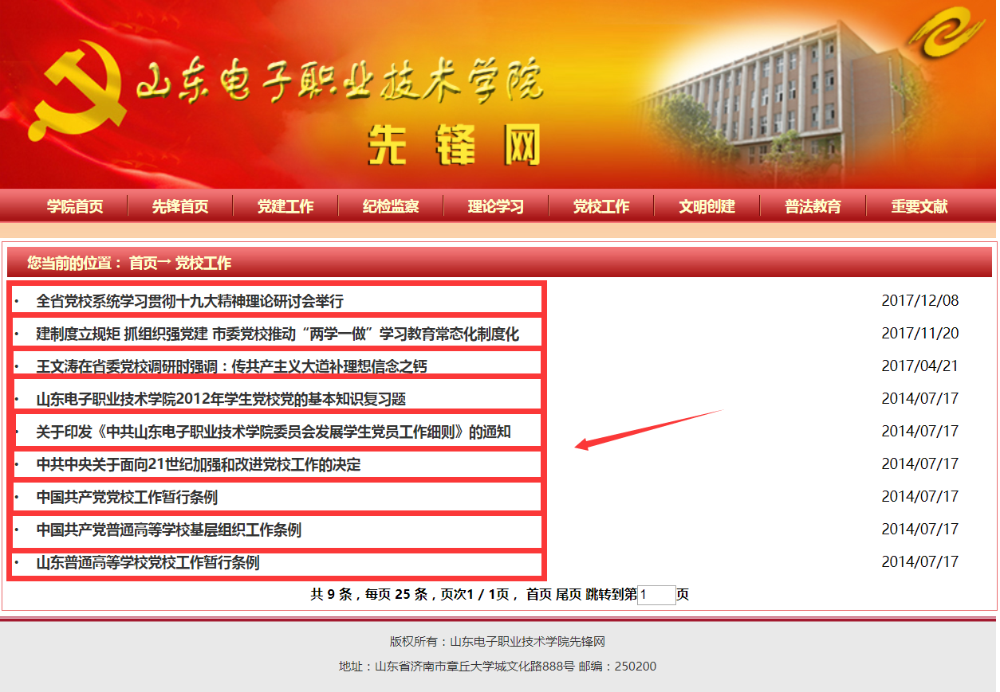 山东电子职业技术学院
先锋网
学院首页 先锋首页 党建工作 纪检监察 理论学习 党校工作 文明创建 普法教育 重要文献
您当前的位置： 首页→ 党校工作
· 全省党校系统学习贯彻十九大精神理论研讨会举行 2017/12/08
· 建制度立规矩 抓组织强党建 市委党校推动“两学一做”学习教育常态化制度化 2017/11/20
· 王文涛在省委党校调研时强调：传共产主义大道补理想信念之钙 2017/04/21
· 山东电子职业技术学院2012年学生党校党的基本知识复习题 2014/07/17
· 关于印发《中共山东电子职业技术学院委员会发展学生党员工作细则》的通知 2014/07/17
· 中共中央关于面向21世纪加强和改进党校工作的决定 2014/07/17
· 中国共产党党校工作暂行条例 2014/07/17
· 中国共产党普通高等学校基层组织工作条例 2014/07/17
· 山东普通高等学校党校工作暂行条例 2014/07/17
共 9 条，每页 25 条，页次1 / 1页， 首页 尾页 跳转到第1页
版权所有：山东电子职业技术学院先锋网
地址：山东省济南市章丘大学城文化路888号 邮编：250200